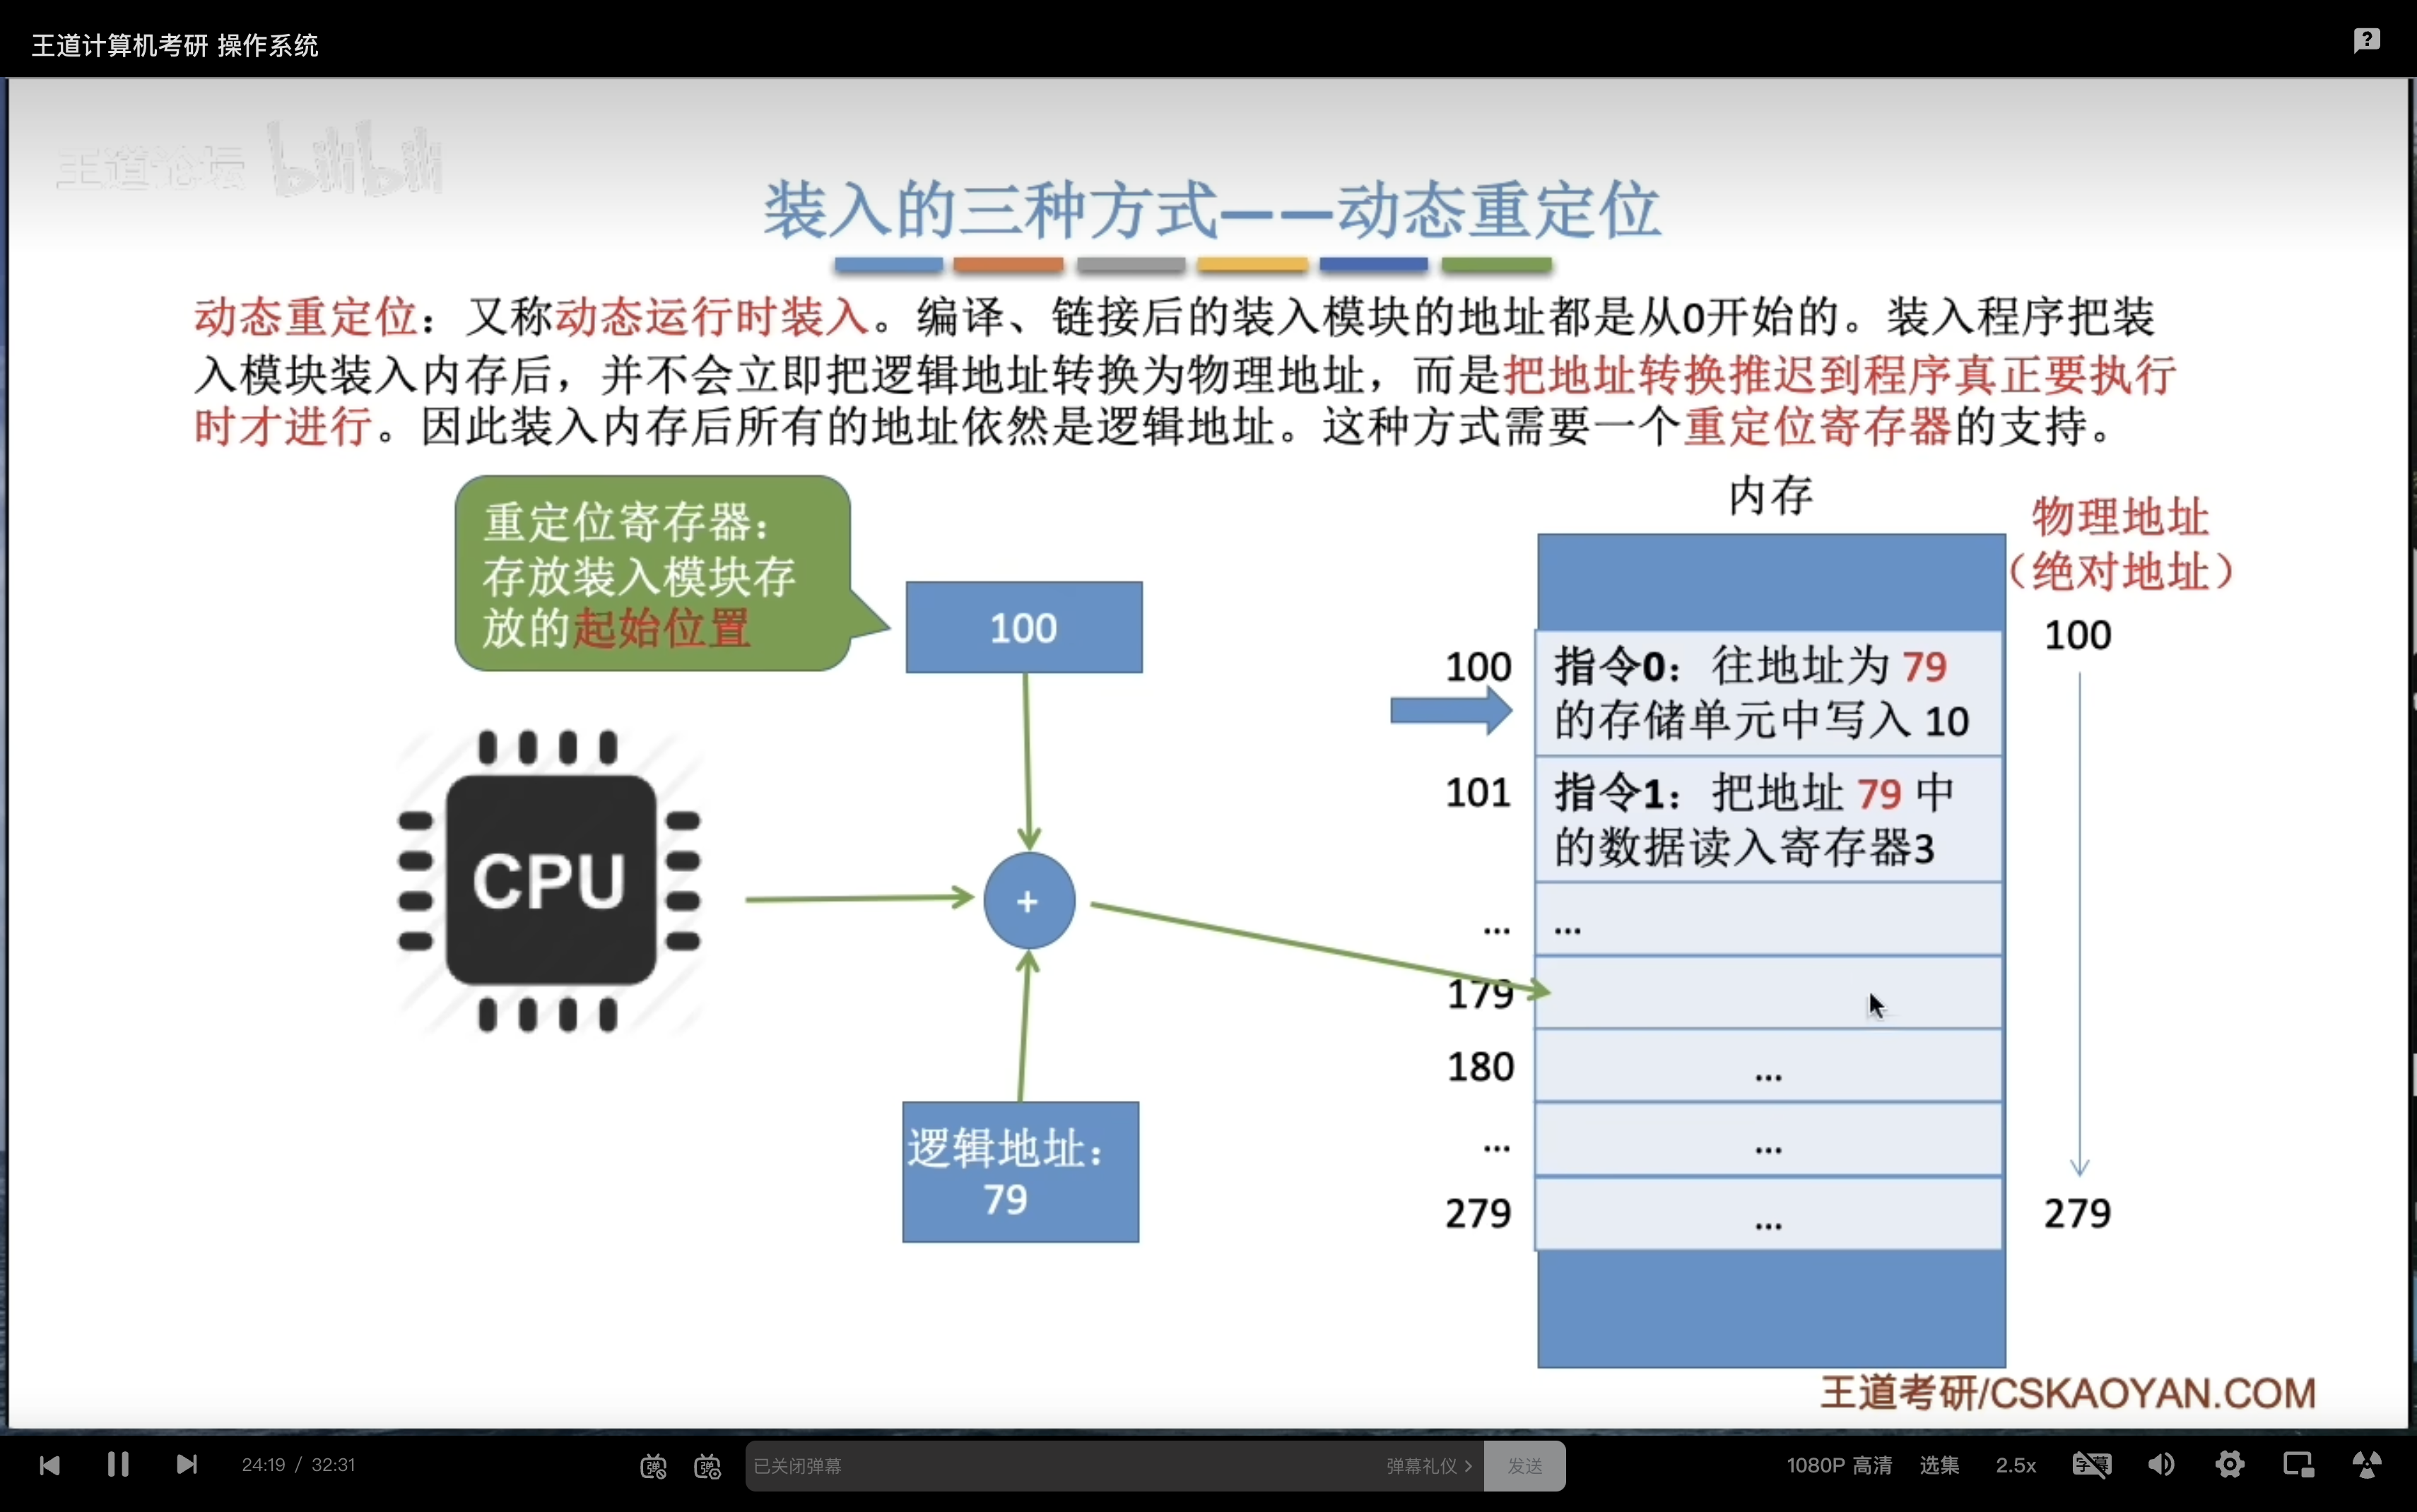 王道计算机考研 操作系统
王道论坛 bilibili
装入的三种方式——动态重定位
动态重定位：又称动态运行时装入。编译、链接后的装入模块的地址都是从0开始的。装入程序把装
入模块装入内存后，并不会立即把逻辑地址转换为物理地址，而是把地址转换推迟到程序真正要执行
时才进行。因此装入内存后所有的地址依然是逻辑地址。这种方式需要一个重定位寄存器的支持。
重定位寄存器：
存放装入模块存
放的起始位置
100
CPU
+
逻辑地址：
79
内存
物理地址
（绝对地址）
100
279
100
指令0：往地址为 79
的存储单元中写入 10
101
指令1：把地址 79 中
的数据读入寄存器3
... ...
179
180 ...
... ...
279 ...
王道考研/CSKAOYAN.COM
24:19 / 32:31
弹
弹
已关闭弹幕
弹幕礼仪 >
发送
1080P 高清
选集
2.5x
字幕